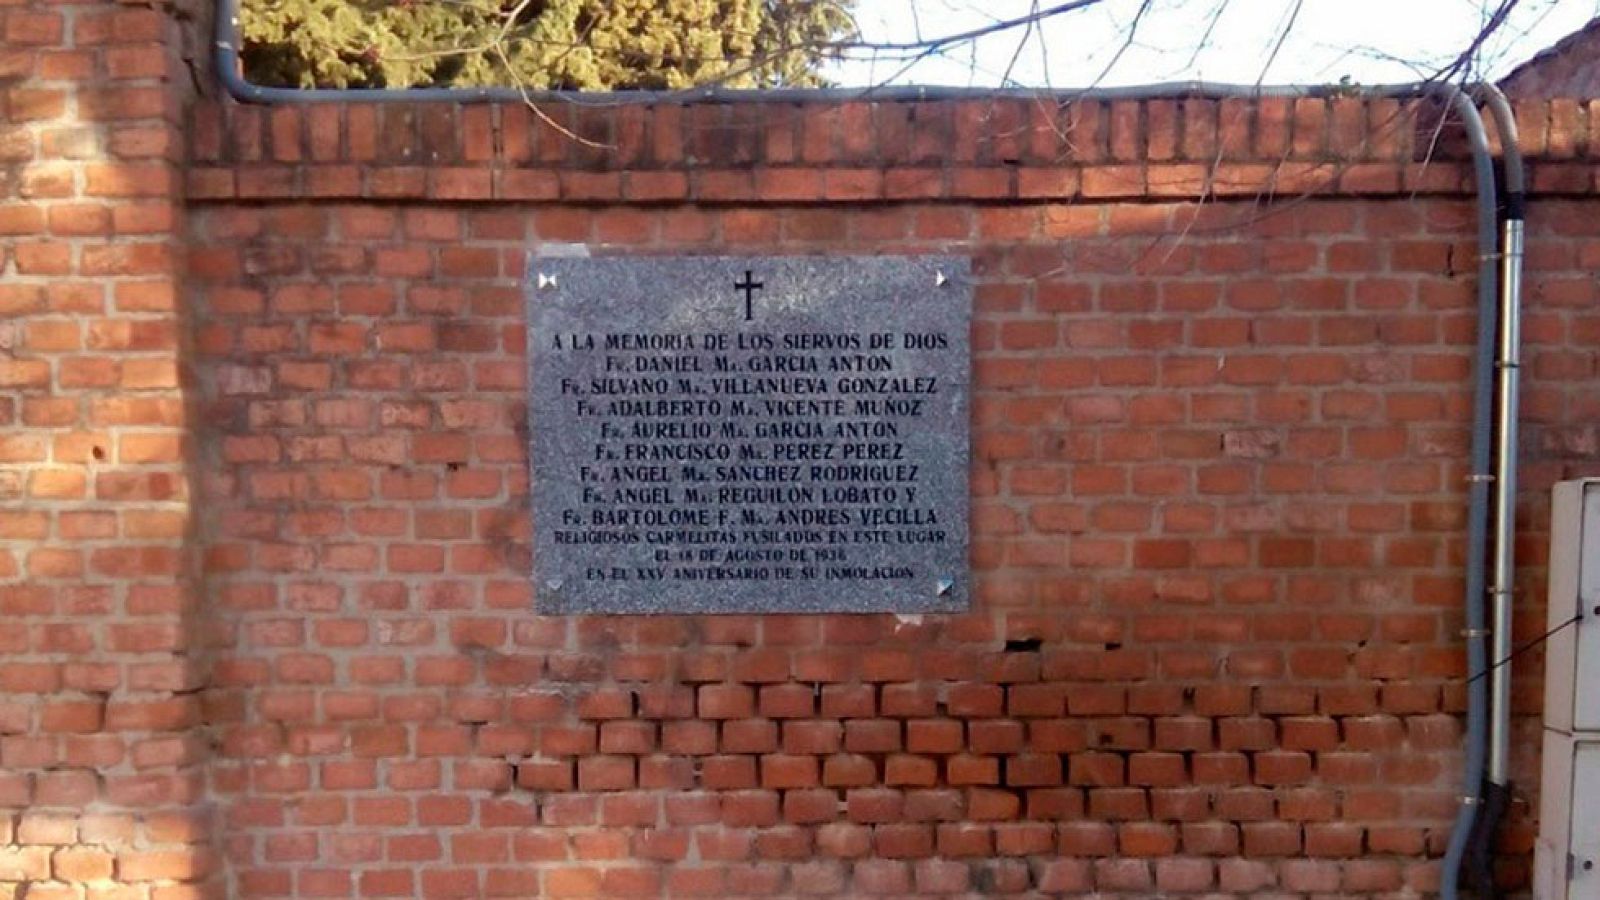 A LA MEMORIA DE LOS SIERVOS DE DIOS
Fr. DANIEL Ma. GARCIA ANTON
Fr. SILVANO Ma. VILLANUEVA GONZALEZ
Fr. ADALBERTO Ma. VICENTE MUÑOZ
Fr. AURELIO Ma. GARCIA ANTON
Fr. FRANCISCO Ma. PEREZ PEREZ
Fr. ANGEL Ma. SANCHEZ RODRIGUEZ
Fr. ANGEL Ma. REGUILON LOBATO Y
Fr. BARTOLOME F. Ma. ANDRES VECILLA
RELIGIOSOS CARMELITAS FUSILADOS EN ESTE LUGAR
EL 18 DE AGOSTO DE 1936
EN EL XXV ANIVERSARIO DE SU INMOLACION